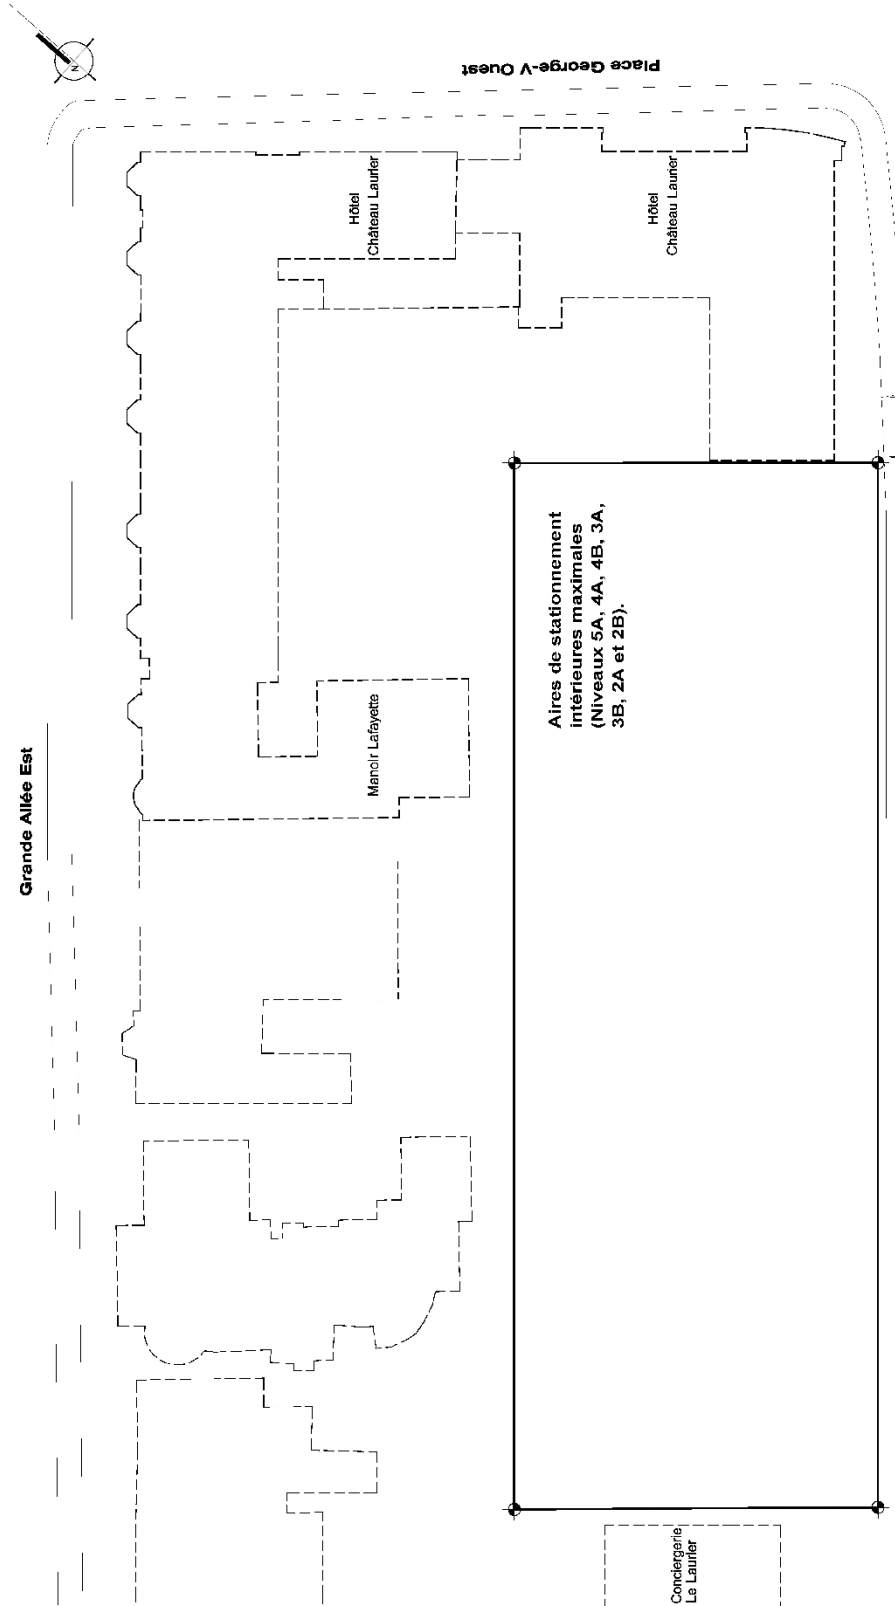 N
Place George-V Ouest
Hôtel
Château Laurier
Hôtel
Château Laurier
Aires de stationnement
intérieures maximales
(Niveaux 5A, 4A, 4B, 3A,
3B, 2A et 2B).
Manoir Lafayette
Grande Allée Est
Conciergerie
Le Laurier